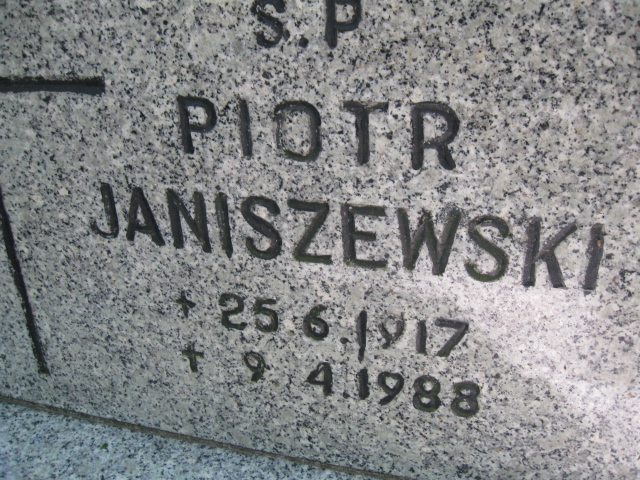 S.P
PIOTR
JANISZEWSKI
25.6.1917
9.4.1988